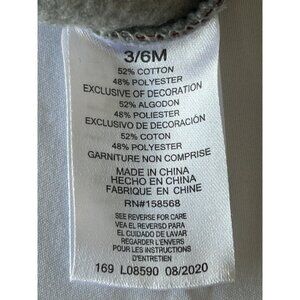 3/6M
52% COTTON
48% POLYESTER
EXCLUSIVE OF DECORATION
52% ALGODON
48% POLIESTER
EXCLUSIVO DE DECORACIÓN
52% COTON
48% POLYESTER
GARNITURE NON COMPRISE
MADE IN CHINA
HECHO EN CHINA
FABRIQUE EN CHINE
RN#158568
SEE REVERSE FOR CARE
VEA EL REVERSO PARA
EL CUIDADO DE LAVAR
REGARDER L'ENVERS
POUR LES INSTRUCTIONS
D'ENTRETIEN
169 L08590 08/2020